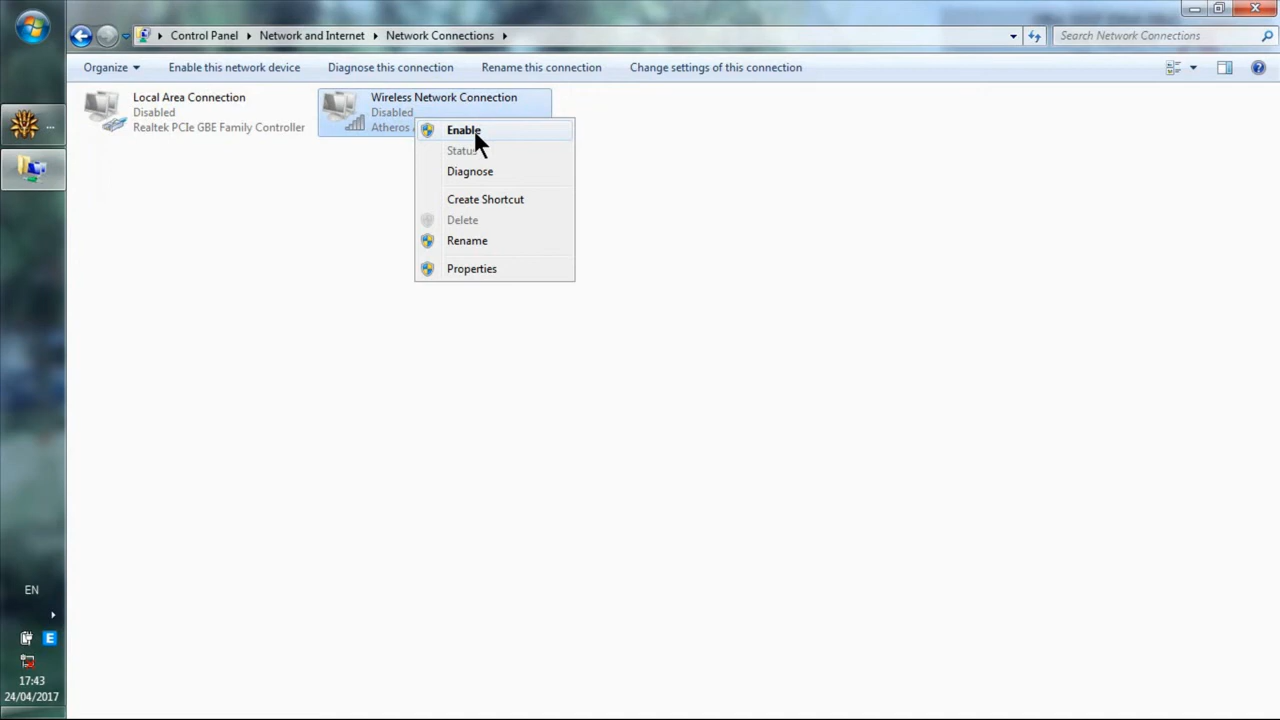 Control Panel Network and Internet Network Connections
Search Network Connections
Organize Enable this network device Diagnose this connection Rename this connection Change settings of this connection
Local Area Connection
Disabled
Realtek PCIe GBE Family Controller
Wireless Network Connection
Disabled
Atheros
Enable
Status
Diagnose
Create Shortcut
Delete
Rename
Properties
...
EN
E
17:43
24/04/2017